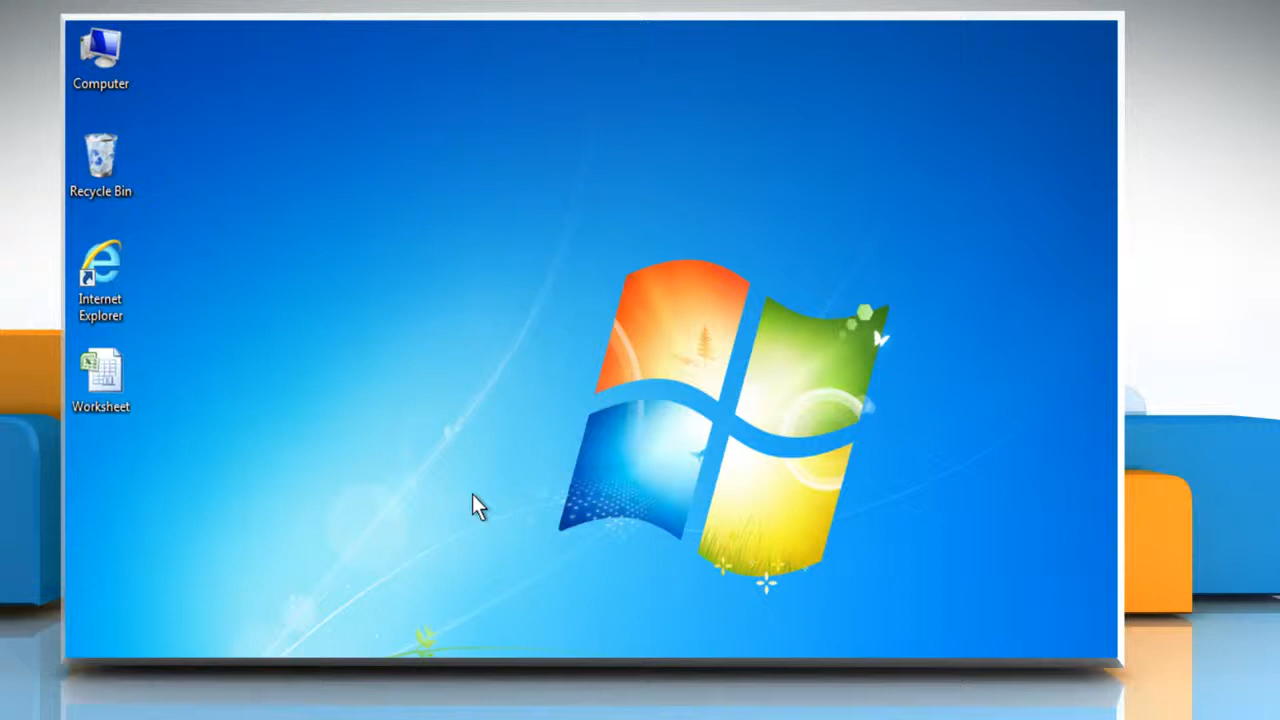 Computer
Recycle Bin
Internet
Explorer
Worksheet